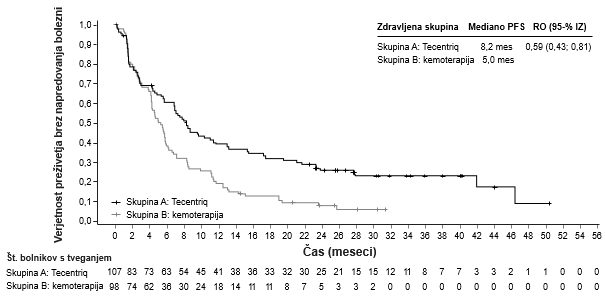 Zdravljena skupina Mediano PFS RO (95-% IZ)
Skupina A: Tecentriq 8,2 mes 0,59 (0,43; 0,81)
Skupina B: kemoterapija 5,0 mes
Verjetnost preživetja brez napredovanja bolezni
1,0
0,9
0,8
0,7
0,6
0,5
0,4
0,3
0,2
0,1
0,0
Skupina A: Tecentriq
Skupina B: kemoterapija
0 2 4 6 8 10 12 14 16 18 20 22 24 26 28 30 32 34 36 38 40 42 44 46 48 50 52 54 56
Čas (meseci)
Št. bolnikov s tveganjem
Skupina A: Tecentriq 107 83 73 63 54 45 41 38 36 33 32 30 25 21 15 15 12 11 8 7 7 3 3 2 1 1 0 0 0
Skupina B: kemoterapija 98 74 62 36 30 24 18 14 11 11 8 7 5 3 3 2 0 0 0 0 0 0 0 0 0 0 0 0 0